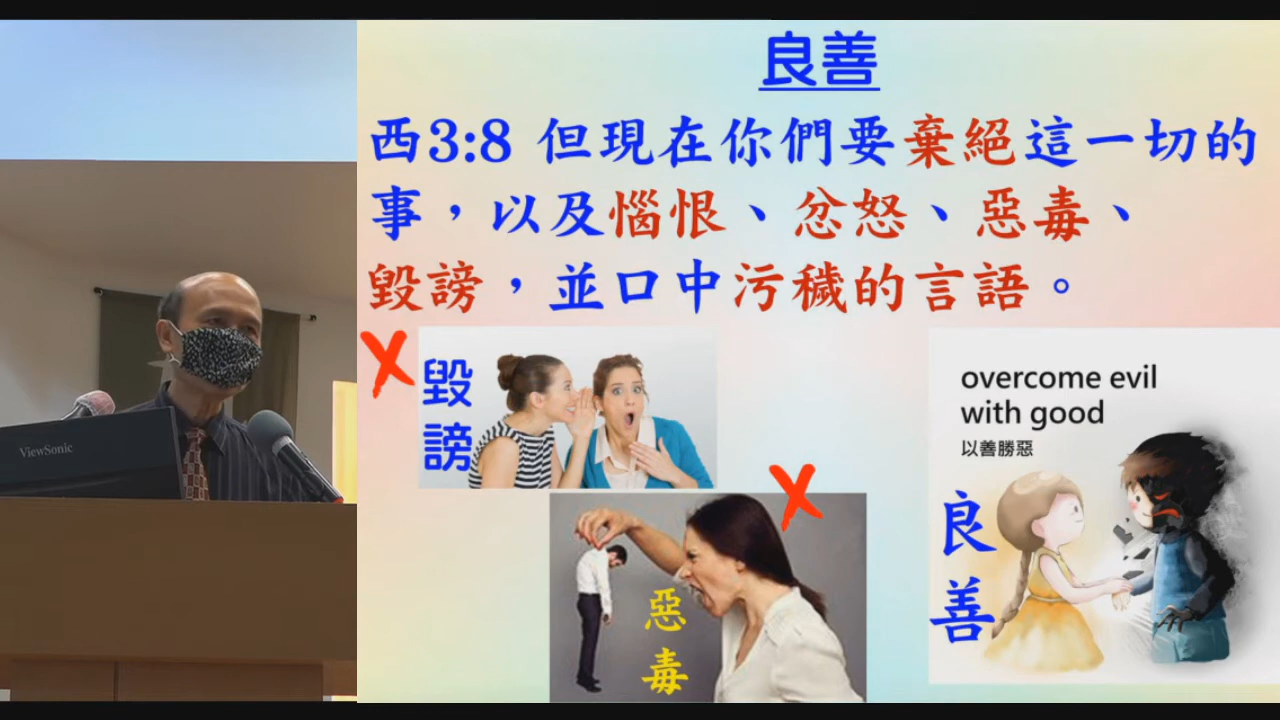 良善
西3:8 但現在你們要棄絕這一切的
事，以及惱恨、忿怒、惡毒、
毀謗，並口中污穢的言語。
毀
謗
overcome evil
with good
以善勝惡
良
善
惡
毒
ViewSonic